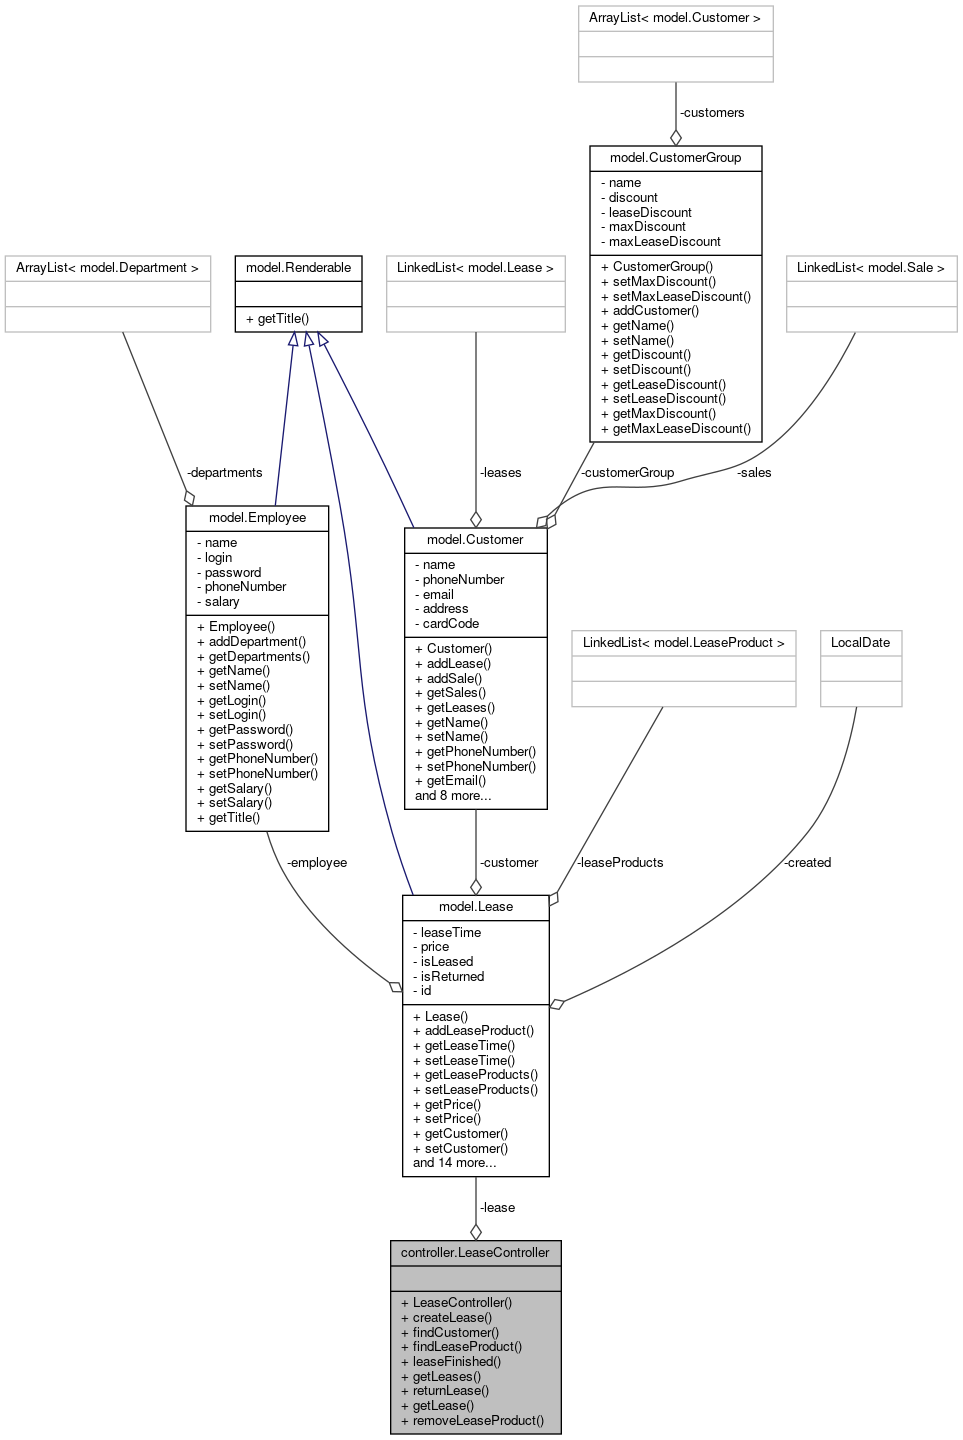 ArrayList< model.Customer >
-customers
model.CustomerGroup
- name
- discount
- leaseDiscount
- maxDiscount
- maxLeaseDiscount
+ CustomerGroup()
+ setMaxDiscount()
+ setMaxLeaseDiscount()
+ addCustomer()
+ getName()
+ setName()
+ getDiscount()
+ setDiscount()
+ getLeaseDiscount()
+ setLeaseDiscount()
+ getMaxDiscount()
+ getMaxLeaseDiscount()
ArrayList< model.Department >
model.Renderable
+ getTitle()
LinkedList< model.Lease >
LinkedList< model.Sale >
-departments
-leases
-customerGroup
-sales
model.Employee
- name
- login
- password
- phoneNumber
- salary
+ Employee()
+ addDepartment()
+ getDepartments()
+ getName()
+ setName()
+ getLogin()
+ setLogin()
+ getPassword()
+ setPassword()
+ getPhoneNumber()
+ setPhoneNumber()
+ getSalary()
+ setSalary()
+ getTitle()
model.Customer
- name
- phoneNumber
- email
- address
- cardCode
+ Customer()
+ addLease()
+ addSale()
+ getSales()
+ getLeases()
+ getName()
+ setName()
+ getPhoneNumber()
+ setPhoneNumber()
+ getEmail()
and 8 more...
LinkedList< model.LeaseProduct >
LocalDate
-employee
-customer
-leaseProducts
-created
model.Lease
- leaseTime
- price
- isLeased
- isReturned
- id
+ Lease()
+ addLeaseProduct()
+ getLeaseTime()
+ setLeaseTime()
+ getLeaseProducts()
+ setLeaseProducts()
+ getPrice()
+ setPrice()
+ getCustomer()
+ setCustomer()
and 14 more...
-lease
controller.LeaseController
+ LeaseController()
+ createLease()
+ findCustomer()
+ findLeaseProduct()
+ leaseFinished()
+ getLeases()
+ returnLease()
+ getLease()
+ removeLeaseProduct()